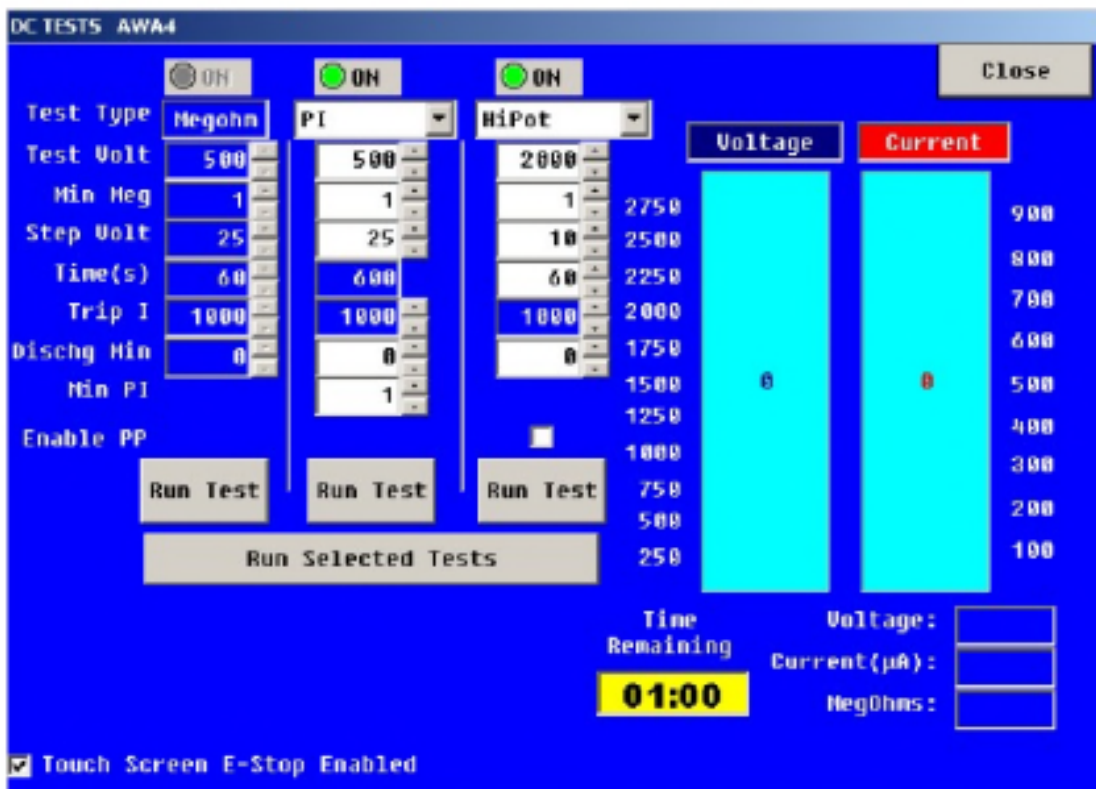 DC TESTS AWA4
ON ON ON Close
Test Type Megohm PI HiPot
Voltage Current
Test Volt 500 500 2000
Min Meg 1 1 1
Step Volt 25 25 10
Time(s) 60 600 60
Trip I 1000 1000 1000
Dischg Min 0 0 0
Min PI 1
Enable PP
Run Test Run Test Run Test
Run Selected Tests
2750
2500
2250
2000
1750
1500
1250
1000
750
500
250
0
0
900
800
700
600
500
400
300
200
100
Time
Remaining
01:00
Voltage:
Current(µA):
MegOhms:
Touch Screen E-Stop Enabled